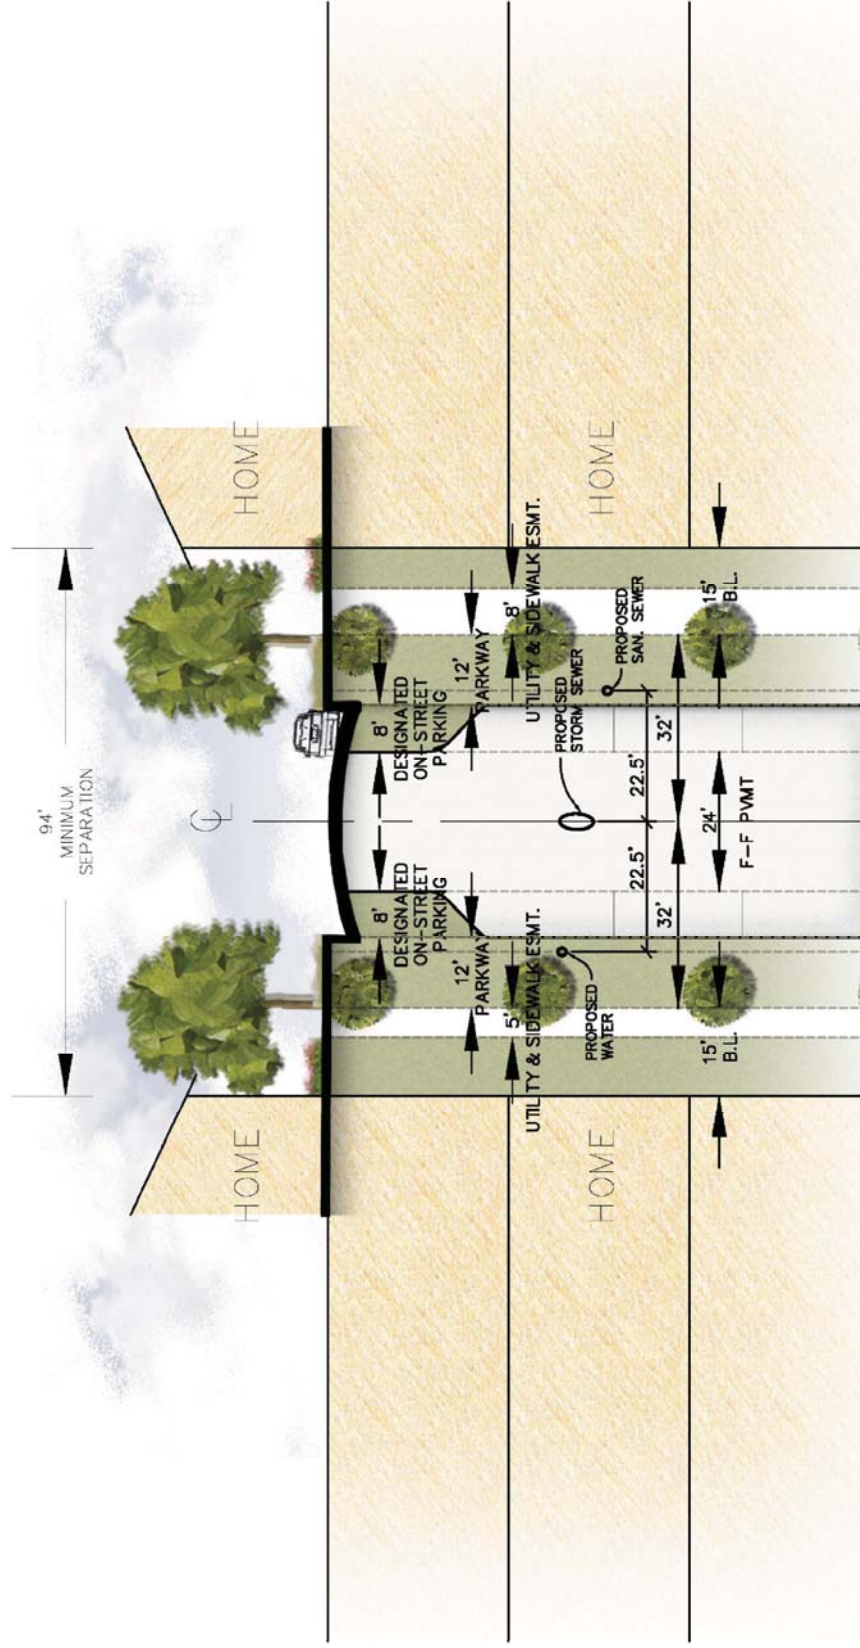 94'
MINIMUM
SEPARATION
CL
HOME
HOME
8'
DESIGNATED
ON-STREET
PARKING
8'
DESIGNATED
ON-STREET
PARKING
12'
PARKWAY
12'
PARKWAY
5'
UTILITY & SIDEWALK ESMT.
8'
UTILITY & SIDEWALK ESMT.
HOME
HOME
PROPOSED
WATER
PROPOSED
STORM SEWER
PROPOSED
SAN. SEWER
22.5'
22.5'
32'
32'
15'
B.L.
24'
F-F PVMT
15'
B.L.